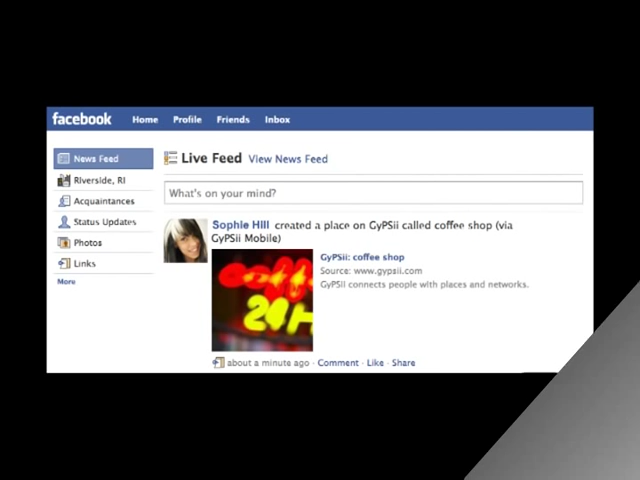 facebook Home Profile Friends Inbox
News Feed
Riverside, RI
Acquaintances
Status Updates
Photos
Links
More
Live Feed View News Feed
What's on your mind?
Sophie Hill created a place on GyPSii called coffee shop (via
GyPSii Mobile)
24H
GyPSii: coffee shop
Source: www.gypsii.com
GyPSii connects people with places and networks.
about a minute ago · Comment · Like · Share